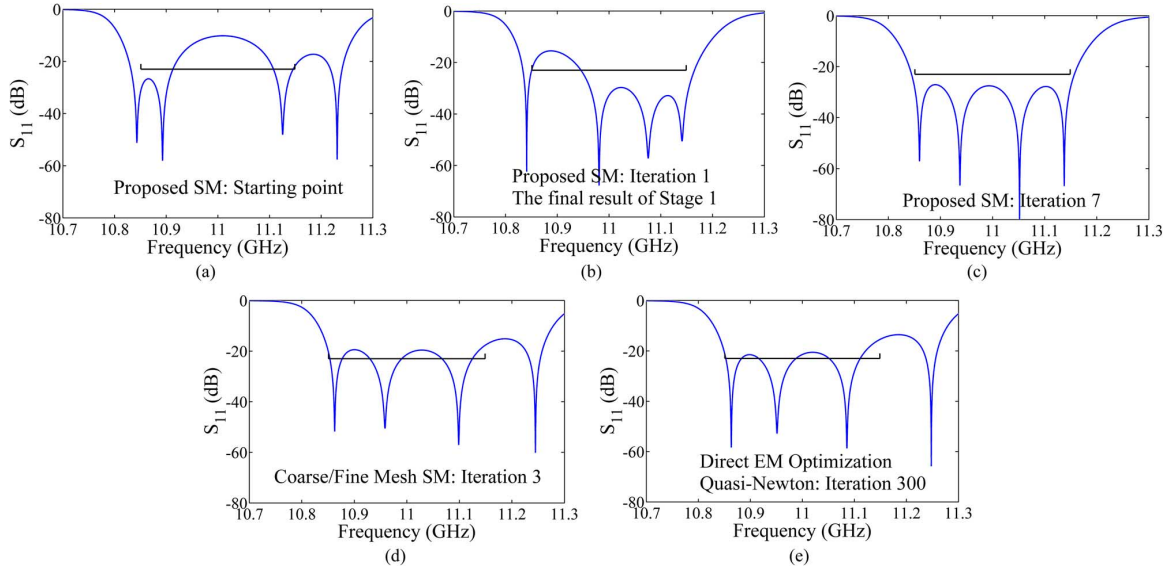 0
-20
-40
-60
-80
S11 (dB)
Proposed SM: Starting point
10.7 10.8 10.9 11 11.1 11.2 11.3
Frequency (GHz)
(a)
0
-20
-40
-60
-80
S11 (dB)
Proposed SM: Iteration 1
The final result of Stage 1
10.7 10.8 10.9 11 11.1 11.2 11.3
Frequency (GHz)
(b)
0
-20
-40
-60
-80
S11 (dB)
Proposed SM: Iteration 7
10.7 10.8 10.9 11 11.1 11.2 11.3
Frequency (GHz)
(c)
0
-20
-40
-60
-80
S11 (dB)
Coarse/Fine Mesh SM: Iteration 3
10.7 10.8 10.9 11 11.1 11.2 11.3
Frequency (GHz)
(d)
0
-20
-40
-60
-80
S11 (dB)
Direct EM Optimization
Quasi-Newton: Iteration 300
10.7 10.8 10.9 11 11.1 11.2 11.3
Frequency (GHz)
(e)